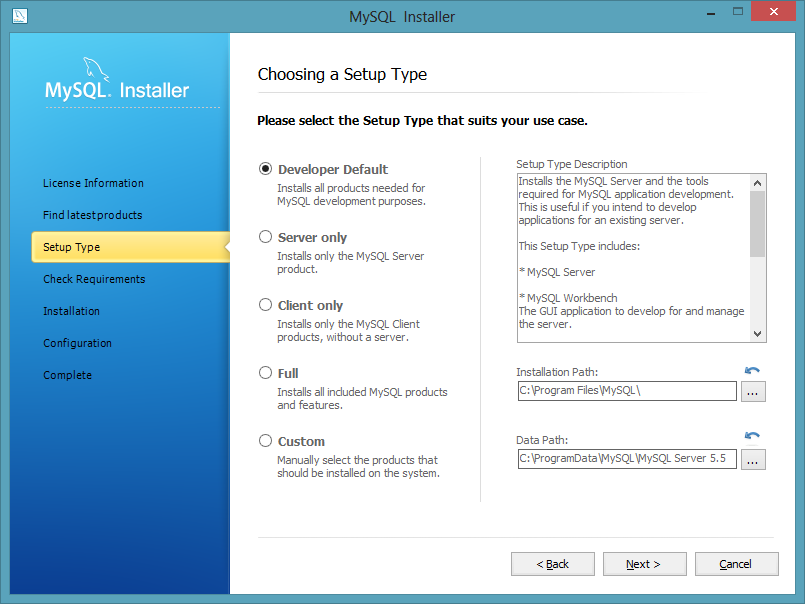 MySQL Installer
MySQL. Installer
License Information
Find latest products
Setup Type
Check Requirements
Installation
Configuration
Complete
Choosing a Setup Type
Please select the Setup Type that suits your use case.
Developer Default
Installs all products needed for
MySQL development purposes.
Server only
Installs only the MySQL Server
product.
Client only
Installs only the MySQL Client
products, without a server.
Full
Installs all included MySQL products
and features.
Custom
Manually select the products that
should be installed on the system.
Setup Type Description
Installs the MySQL Server and the tools
required for MySQL application development.
This is useful if you intend to develop
applications for an existing server.
This Setup Type includes:
* MySQL Server
* MySQL Workbench
The GUI application to develop for and manage
the server.
Installation Path:
C:\Program Files\MySQL\
...
Data Path:
C:\ProgramData\MySQL\MySQL Server 5.5
...
< Back
Next >
Cancel